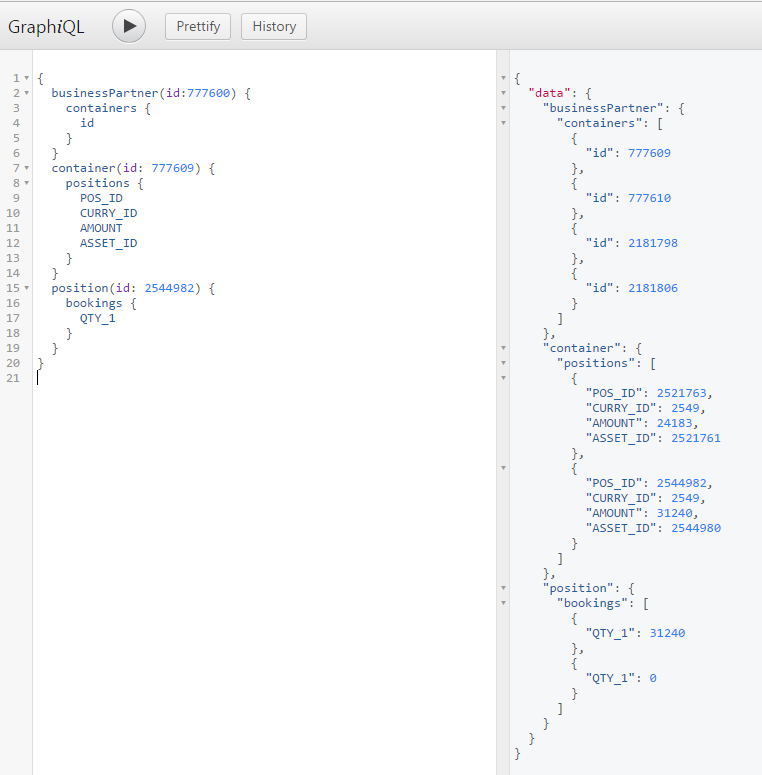 GraphiQL Prettify History
1 {
2 businessPartner(id:777600) {
3 containers {
4 id
5 }
6 }
7 container(id: 777609) {
8 positions {
9 POS_ID
10 CURRY_ID
11 AMOUNT
12 ASSET_ID
13 }
14 }
15 position(id: 2544982) {
16 bookings {
17 QTY_1
18 }
19 }
20 }
21
{
"data": {
"businessPartner": {
"containers": [
{
"id": 777609
},
{
"id": 777610
},
{
"id": 2181798
},
{
"id": 2181806
}
]
},
"container": {
"positions": [
{
"POS_ID": 2521763,
"CURRY_ID": 2549,
"AMOUNT": 24183,
"ASSET_ID": 2521761
},
{
"POS_ID": 2544982,
"CURRY_ID": 2549,
"AMOUNT": 31240,
"ASSET_ID": 2544980
}
]
},
"position": {
"bookings": [
{
"QTY_1": 31240
},
{
"QTY_1": 0
}
]
}
}
}